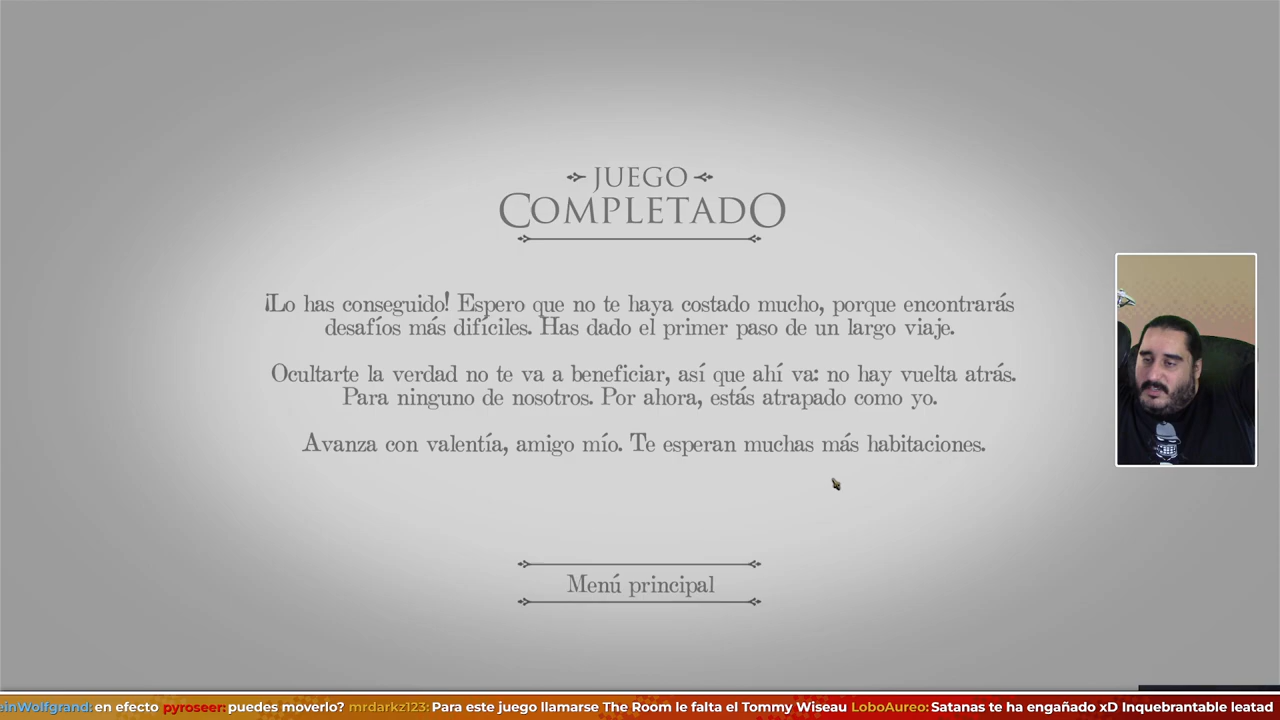 JUEGO
COMPLETADO
¡Lo has conseguido! Espero que no te haya costado mucho, porque encontrarás
desafíos más difíciles. Has dado el primer paso de un largo viaje.
Ocultarte la verdad no te va a beneficiar, así que ahí va: no hay vuelta atrás.
Para ninguno de nosotros. Por ahora, estás atrapado como yo.
Avanza con valentía, amigo mío. Te esperan muchas más habitaciones.
Menú principal
einWolfgrand: en efecto pyroseer: puedes moverlo? mrdarkz123: Para este juego llamarse The Room le falta el Tommy Wiseau LoboAureo: Satanas te ha engañado xD Inquebrantable leatad